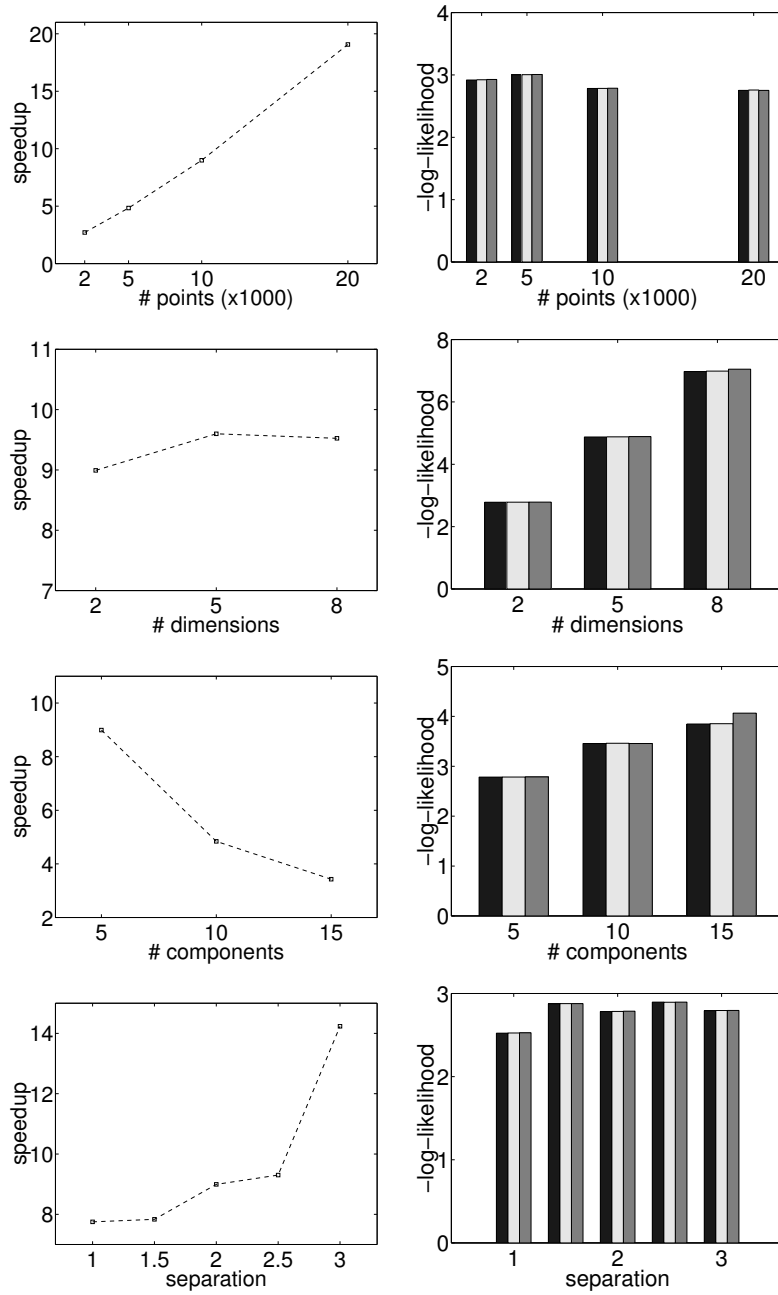 20
15
10
5
0
speedup
2 5 10 20
# points (x1000)
4
3
2
1
0
−log−likelihood
2 5 10 20
# points (x1000)
11
10
9
8
7
speedup
2 5 8
# dimensions
8
6
4
2
0
−log−likelihood
2 5 8
# dimensions
10
8
6
4
2
speedup
5 10 15
# components
5
4
3
2
1
0
−log−likelihood
5 10 15
# components
14
12
10
8
speedup
1 1.5 2 2.5 3
separation
3
2
1
0
−log−likelihood
1 2 3
separation